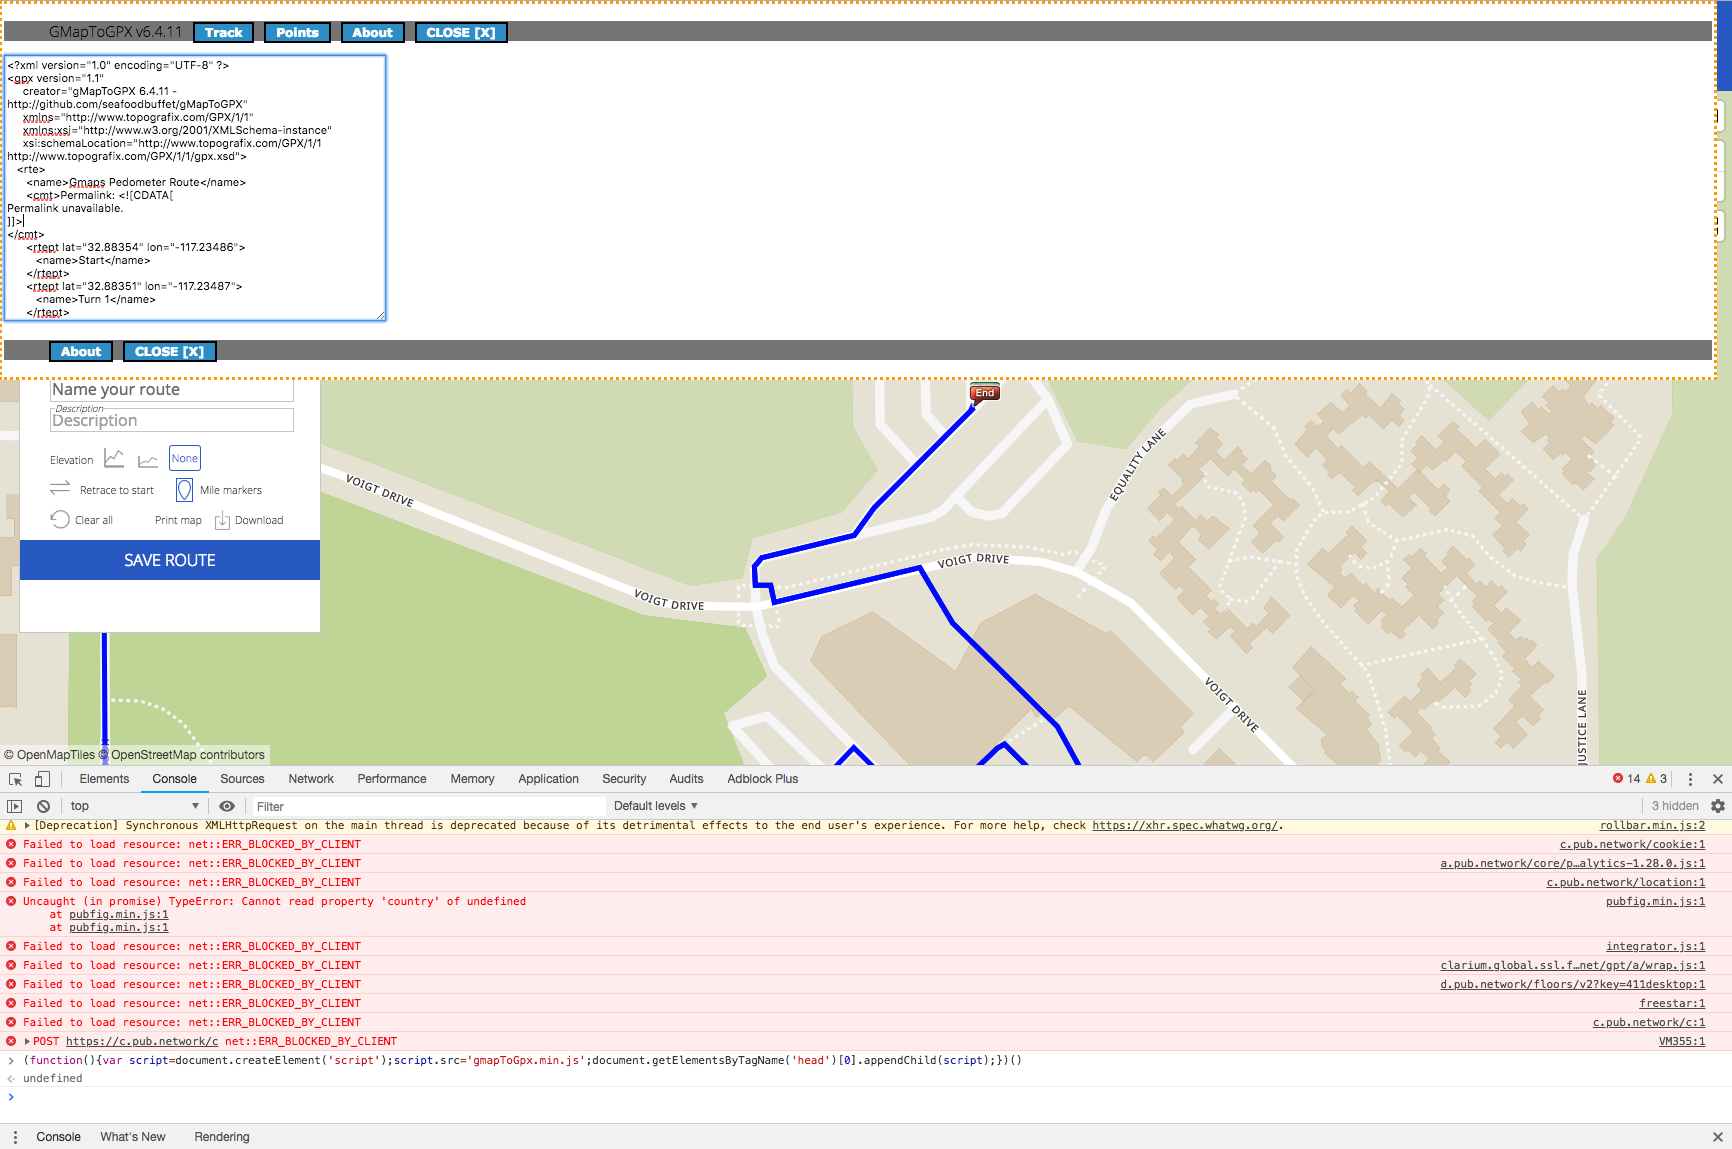 GMapToGPX v6.4.11 Track Points About CLOSE [X]
<?xml version="1.0" encoding="UTF-8" ?>
<gpx version="1.1"
creator="gMapToGPX 6.4.11 -
http://github.com/seafoodbuffet/gMapToGPX"
xmlns="http://www.topografix.com/GPX/1/1"
xmlns:xsi="http://www.w3.org/2001/XMLSchema-instance"
xsi:schemaLocation="http://www.topografix.com/GPX/1/1
http://www.topografix.com/GPX/1/1/gpx.xsd">
<rte>
<name>Gmaps Pedometer Route</name>
<cmt>Permalink: <![CDATA[
Permalink unavailable.
]]>
</cmt>
<rtept lat="32.88354" lon="-117.23486">
<name>Start</name>
</rtept>
<rtept lat="32.88351" lon="-117.23487">
<name>Turn 1</name>
</rtept>
About CLOSE [X]
Name your route
Description
Description
Elevation None
Retrace to start Mile markers
Clear all Print map Download
SAVE ROUTE
End
VOIGT DRIVE
EQUALITY LANE
VOIGT DRIVE
VOIGT DRIVE
VOIGT DRIVE
JUSTICE LANE
© OpenMapTiles © OpenStreetMap contributors
Elements Console Sources Network Performance Memory Application Security Audits Adblock Plus 14 3
top Filter Default levels 3 hidden
[Deprecation] Synchronous XMLHttpRequest on the main thread is deprecated because of its detrimental effects to the end user's experience. For more help, check https://xhr.spec.whatwg.org/. rollbar.min.js:2
Failed to load resource: net::ERR_BLOCKED_BY_CLIENT c.pub.network/cookie:1
Failed to load resource: net::ERR_BLOCKED_BY_CLIENT a.pub.network/core/p…alytics-1.28.0.js:1
Failed to load resource: net::ERR_BLOCKED_BY_CLIENT c.pub.network/location:1
Uncaught (in promise) TypeError: Cannot read property 'country' of undefined pubfig.min.js:1
at pubfig.min.js:1
at pubfig.min.js:1
Failed to load resource: net::ERR_BLOCKED_BY_CLIENT integrator.js:1
Failed to load resource: net::ERR_BLOCKED_BY_CLIENT clarium.global.ssl.f…net/gpt/a/wrap.js:1
Failed to load resource: net::ERR_BLOCKED_BY_CLIENT d.pub.network/floors/v2?key=411desktop:1
Failed to load resource: net::ERR_BLOCKED_BY_CLIENT freestar:1
Failed to load resource: net::ERR_BLOCKED_BY_CLIENT c.pub.network/c:1
POST https://c.pub.network/c net::ERR_BLOCKED_BY_CLIENT VM355:1
(function(){var script=document.createElement('script');script.src='gmapToGpx.min.js';document.getElementsByTagName('head')[0].appendChild(script);})()
undefined
Console What's New Rendering